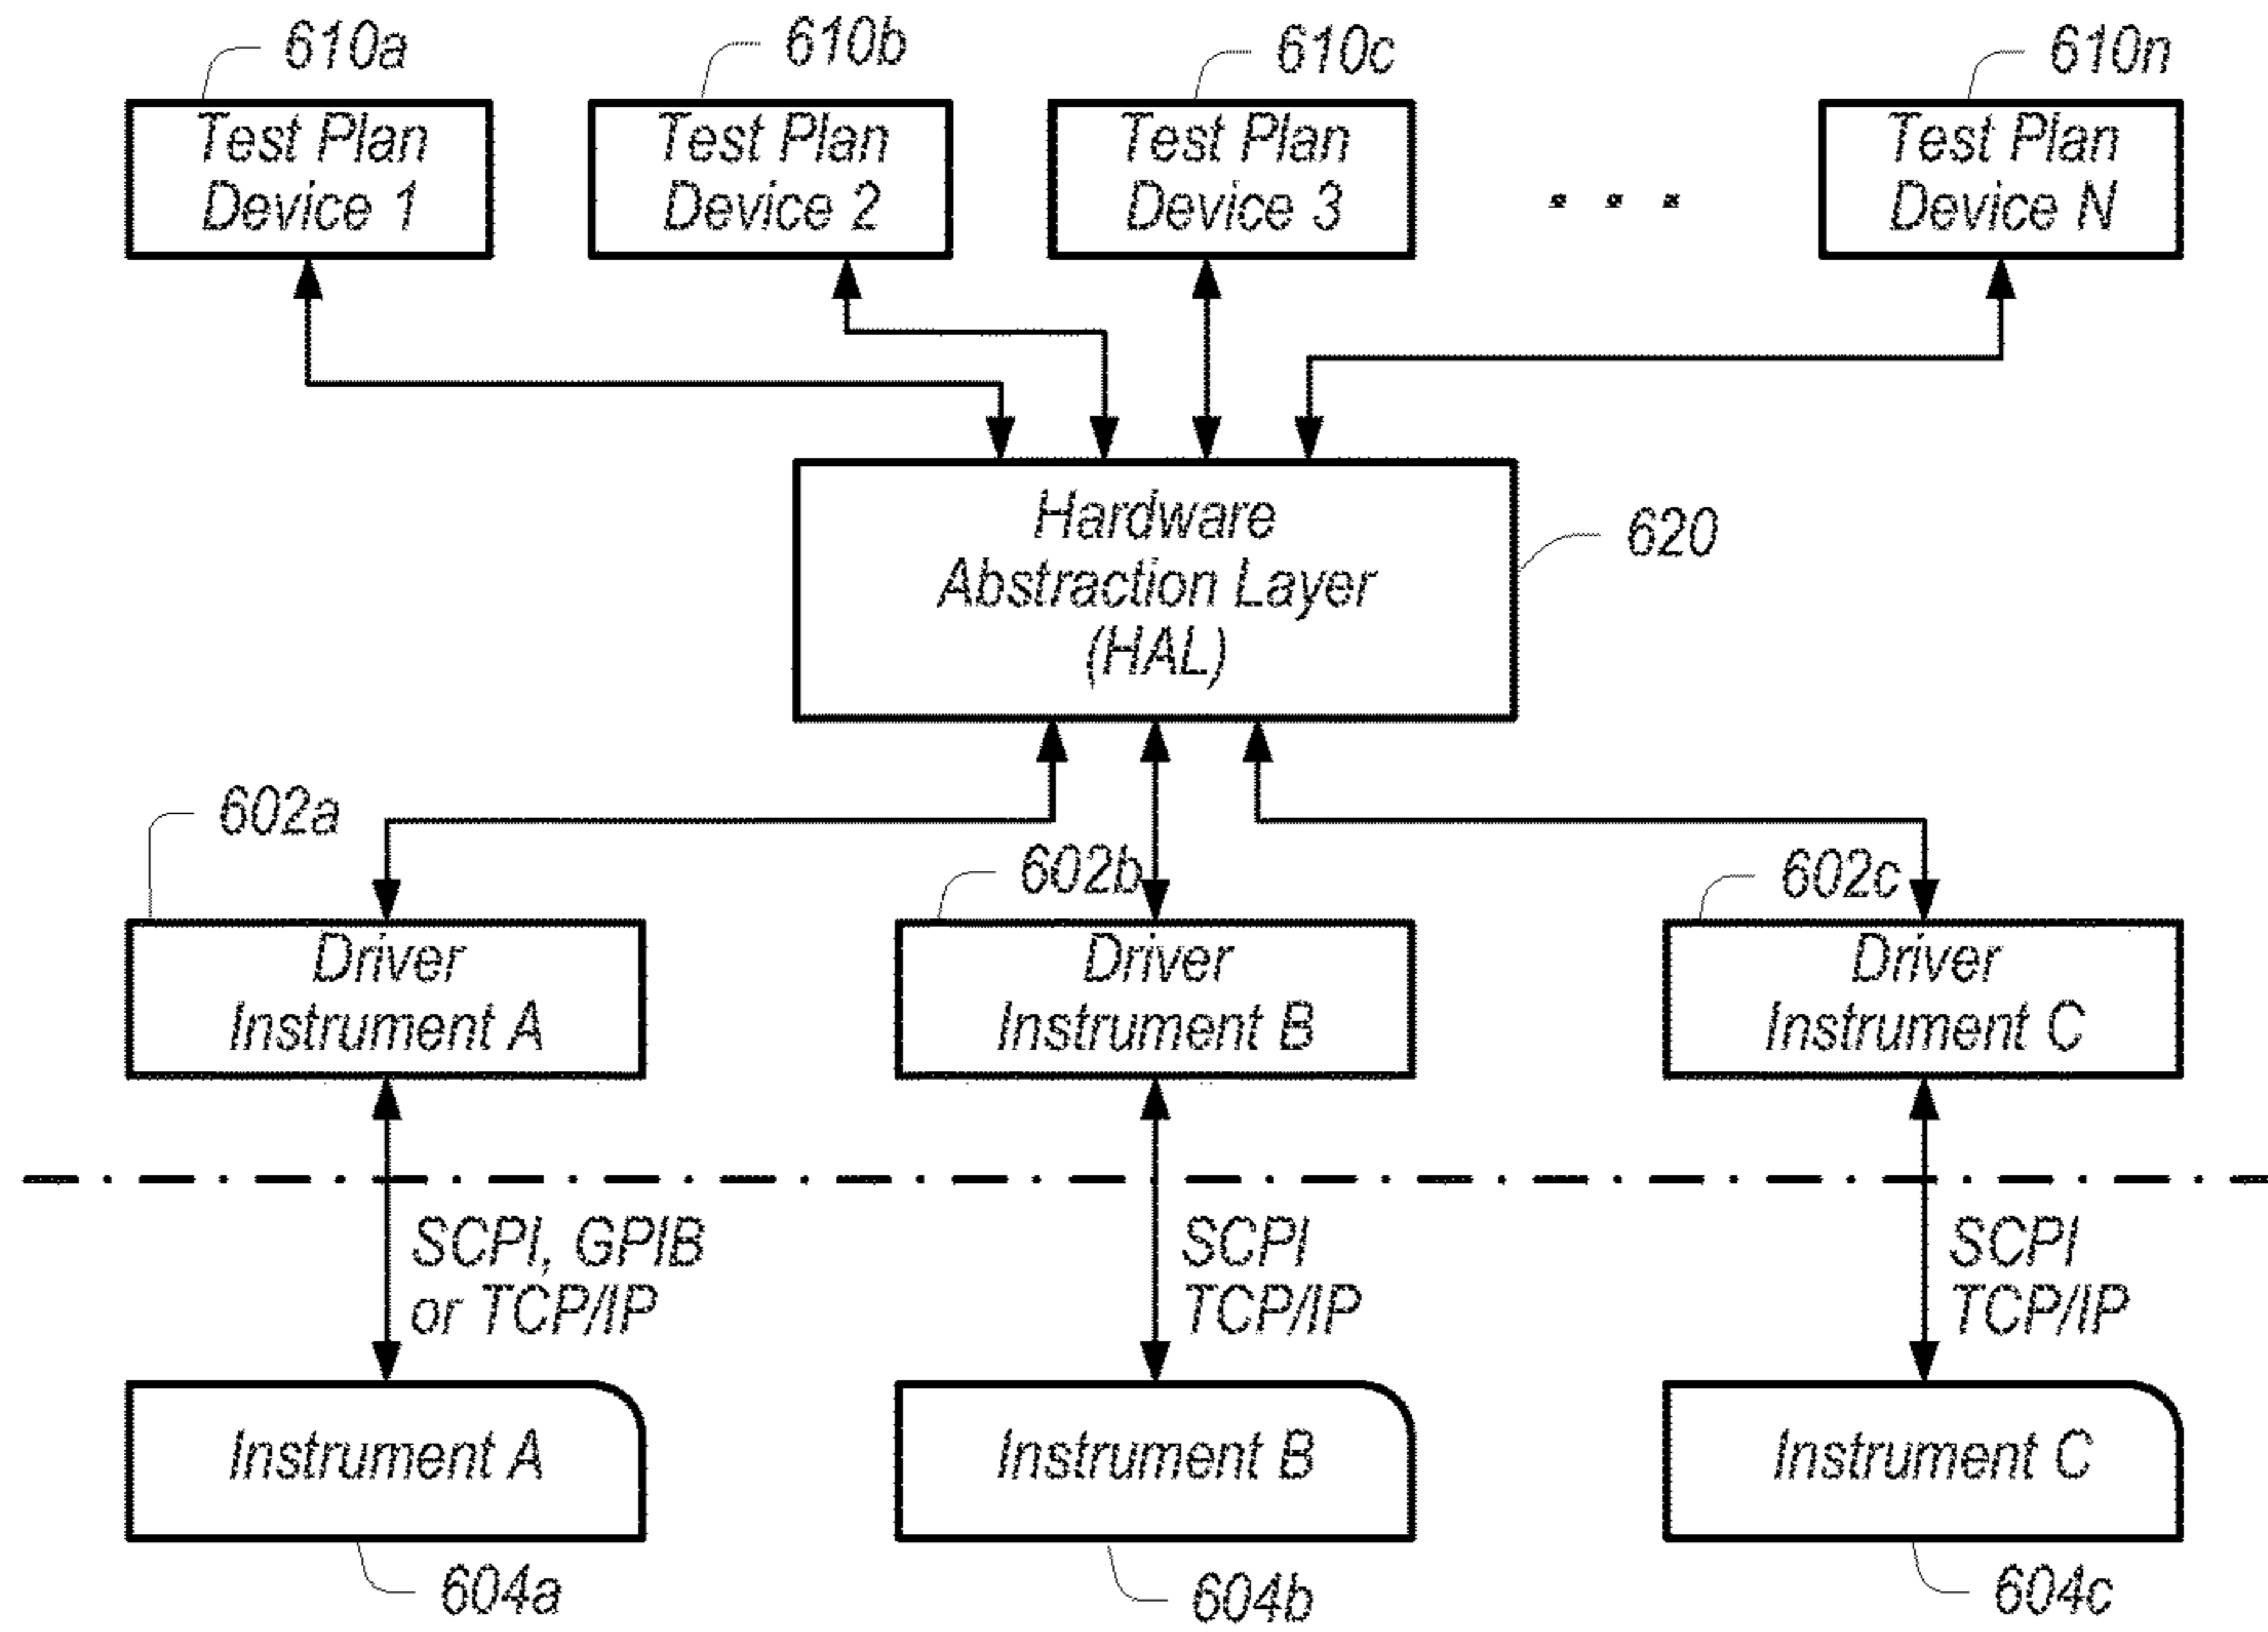 610a
610b
610c
610n
Test Plan
Device 1
Test Plan
Device 2
Test Plan
Device 3
. . .
Test Plan
Device N
Hardware
Abstraction Layer
(HAL)
620
602a
602b
602c
Driver
Instrument A
Driver
Instrument B
Driver
Instrument C
SCPI, GPIB
or TCP/IP
SCPI
TCP/IP
SCPI
TCP/IP
Instrument A
Instrument B
Instrument C
604a
604b
604c